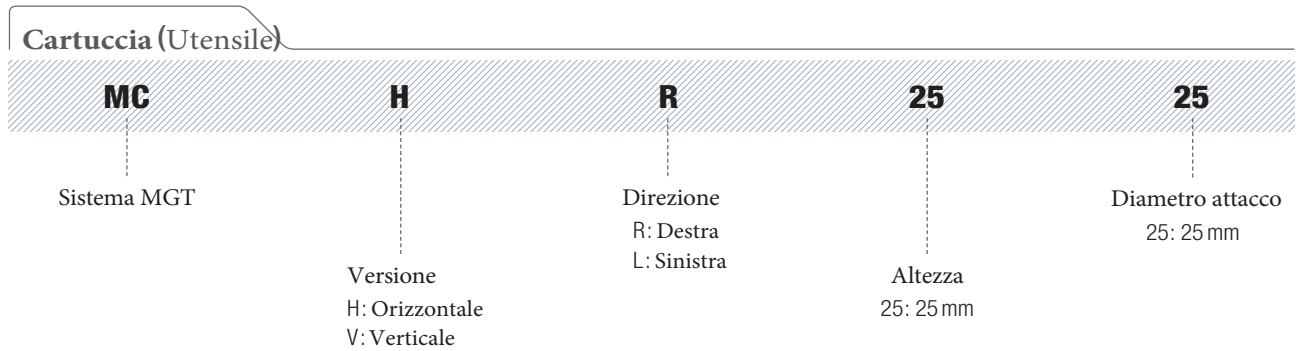 Cartuccia (Utensile)
MC H R 25 25
Sistema MGT
Versione
H: Orizzontale
V: Verticale
Direzione
R: Destra
L: Sinistra
Altezza
25: 25 mm
Diametro attacco
25: 25 mm